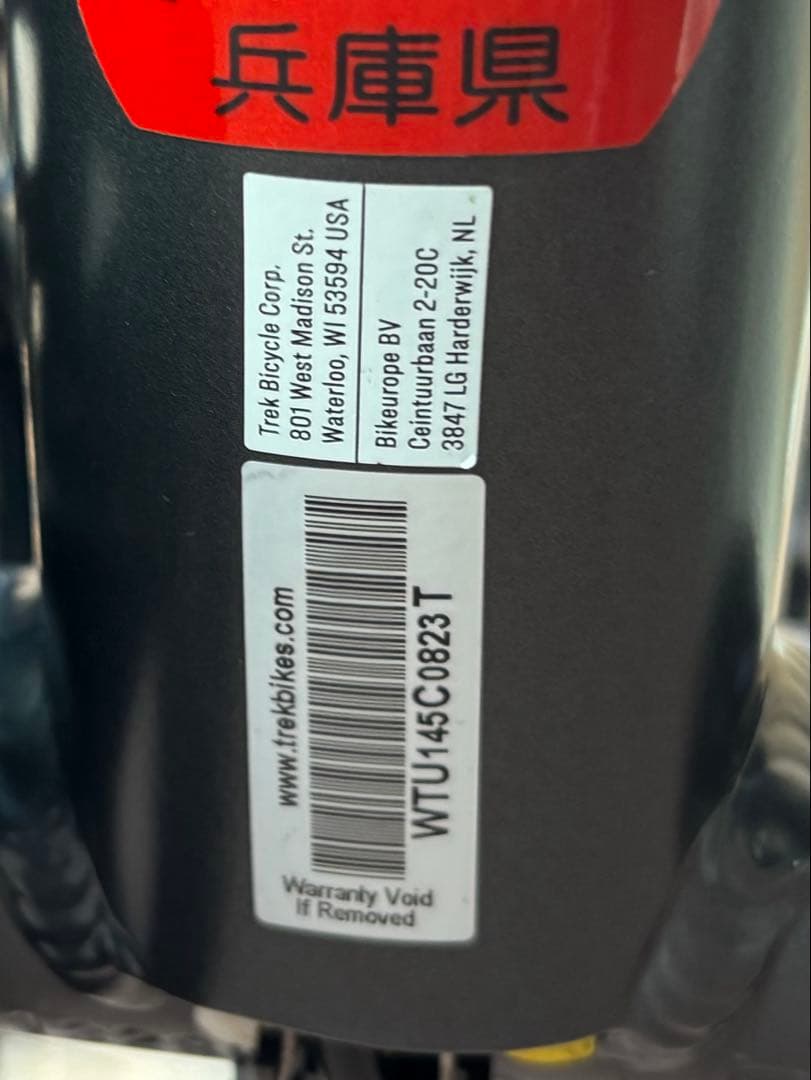 兵庫県
Trek Bicycle Corp.
801 West Madison St.
Waterloo, WI 53594 USA
Bikeurope BV
Ceintuurbaan 2-20C
3847 LG Harderwijk, NL
www.trekbikes.com
WTU145C0823T
Warranty Void
If Removed